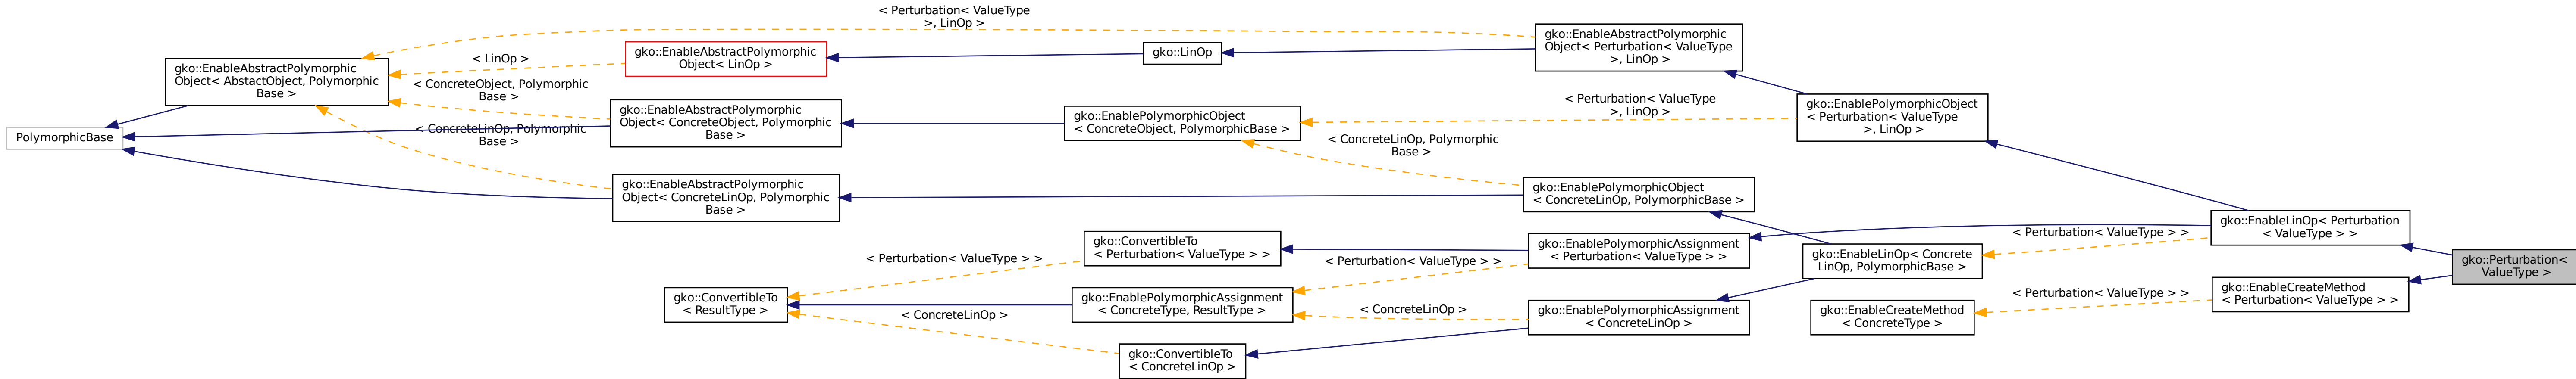 PolymorphicBase
gko::EnableAbstractPolymorphic
Object< AbstactObject, Polymorphic
Base >
< Perturbation< ValueType
>, LinOp >
< LinOp >
< ConcreteObject, Polymorphic
Base >
< ConcreteLinOp, Polymorphic
Base >
gko::EnableAbstractPolymorphic
Object< LinOp >
gko::EnableAbstractPolymorphic
Object< ConcreteObject, Polymorphic
Base >
gko::EnableAbstractPolymorphic
Object< ConcreteLinOp, Polymorphic
Base >
gko::ConvertibleTo
< ResultType >
< Perturbation< ValueType > >
< ConcreteLinOp >
gko::LinOp
gko::EnablePolymorphicObject
< ConcreteObject, PolymorphicBase >
gko::ConvertibleTo
< Perturbation< ValueType > >
gko::EnablePolymorphicAssignment
< ConcreteType, ResultType >
gko::ConvertibleTo
< ConcreteLinOp >
< Perturbation< ValueType
>, LinOp >
< ConcreteLinOp, Polymorphic
Base >
< Perturbation< ValueType > >
< ConcreteLinOp >
gko::EnableAbstractPolymorphic
Object< Perturbation< ValueType
>, LinOp >
gko::EnablePolymorphicObject
< ConcreteLinOp, PolymorphicBase >
gko::EnablePolymorphicAssignment
< Perturbation< ValueType > >
gko::EnablePolymorphicAssignment
< ConcreteLinOp >
gko::EnablePolymorphicObject
< Perturbation< ValueType
>, LinOp >
gko::EnableLinOp< Concrete
LinOp, PolymorphicBase >
gko::EnableCreateMethod
< ConcreteType >
< Perturbation< ValueType > >
< Perturbation< ValueType > >
gko::EnableLinOp< Perturbation
< ValueType > >
gko::EnableCreateMethod
< Perturbation< ValueType > >
gko::Perturbation<
ValueType >